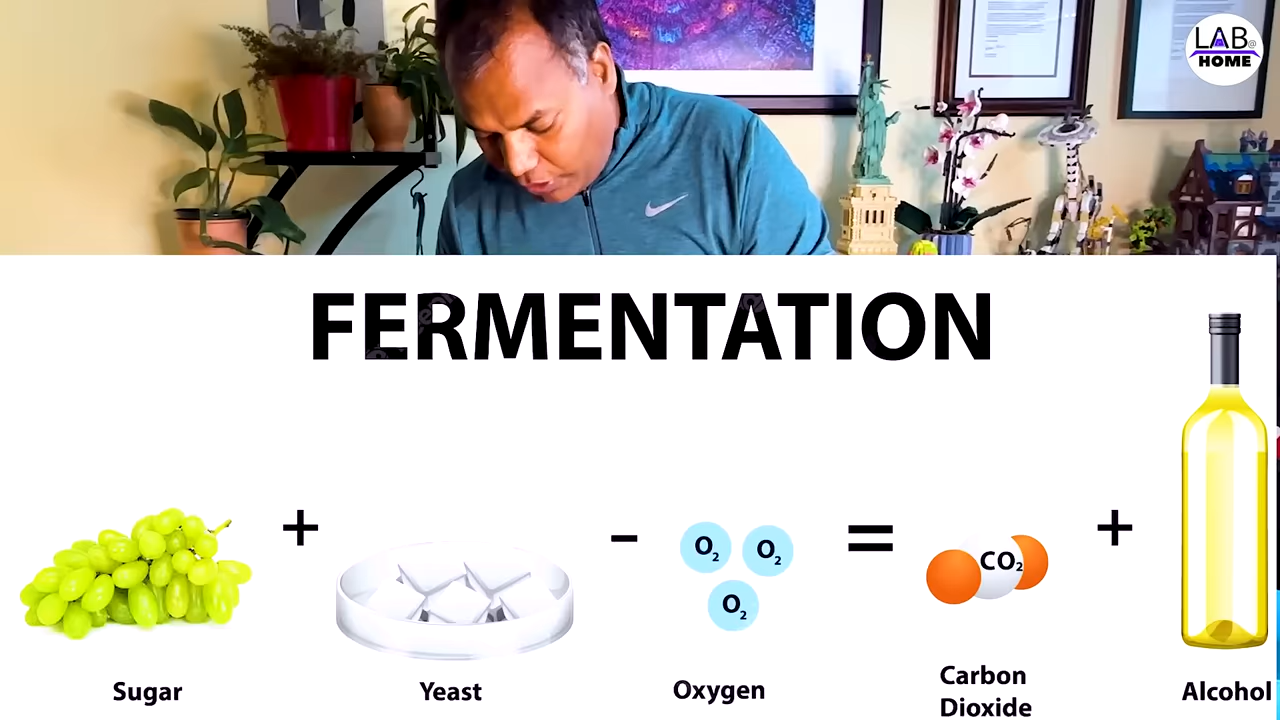 LAB@
HOME
FERMENTATION
+
–
=
+
O2
O2
O2
CO2
Sugar
Yeast
Oxygen
Carbon
Dioxide
Alcohol